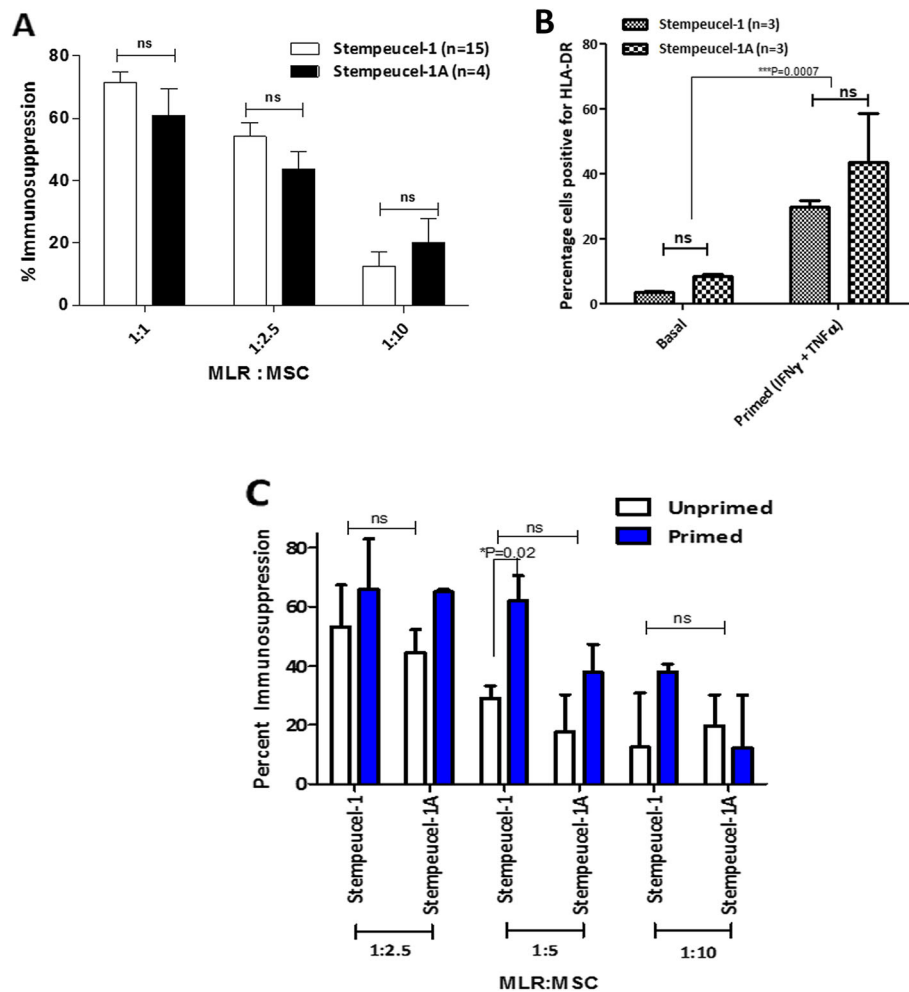 A
% Immunosuppression
80
60
40
20
0
ns
ns
ns
Stempeucel-1 (n=15)
Stempeucel-1A (n=4)
1:1
1:2.5
1:10
MLR : MSC
B
Percentage cells positive for HLA-DR
80
60
40
20
0
Stempeucel-1 (n=3)
Stempeucel-1A (n=3)
***P=0.0007
ns
ns
Basal
Primed (IFNγ + TNFα)
C
Percent Immunosuppression
80
60
40
20
0
Unprimed
Primed
ns
ns
*P=0.02
ns
Stempeucel-1
Stempeucel-1A
Stempeucel-1
Stempeucel-1A
Stempeucel-1
Stempeucel-1A
1:2.5
1:5
1:10
MLR:MSC